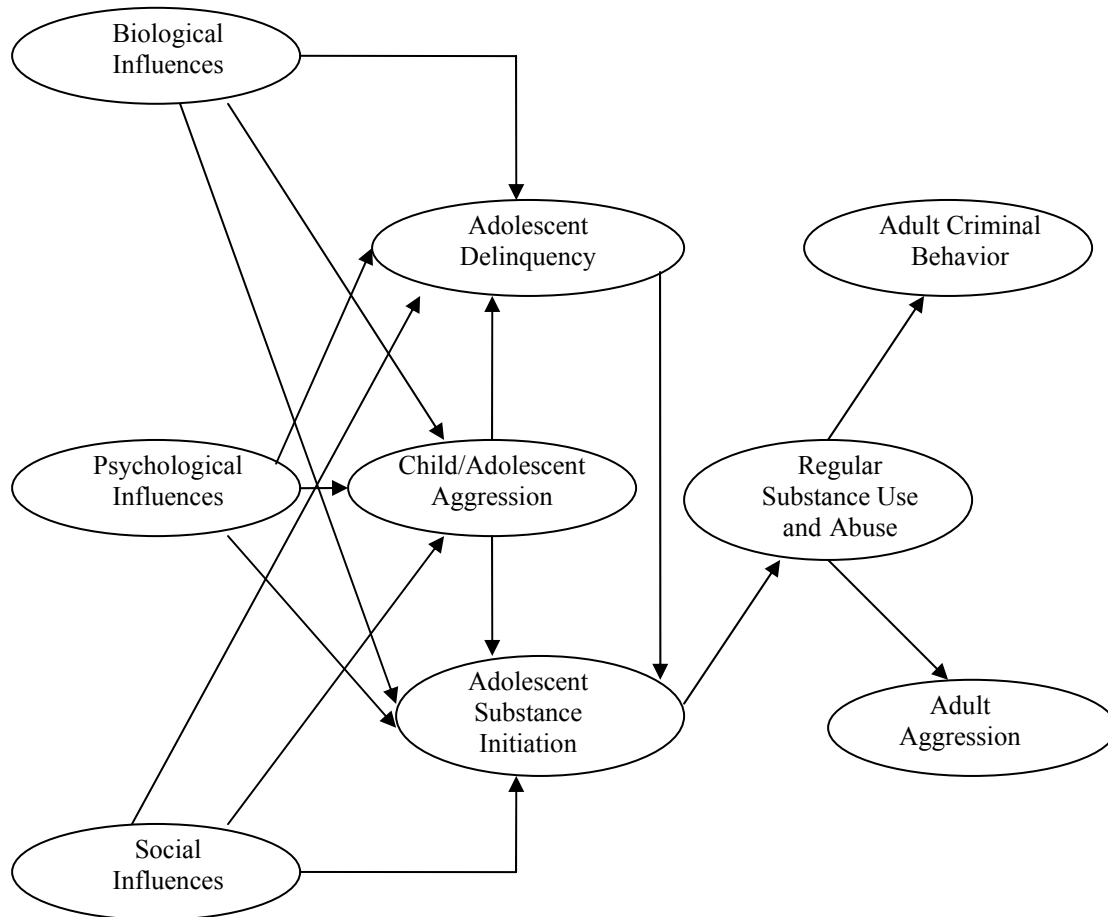 Biological
Influences
Adolescent
Delinquency
Adult Criminal
Behavior
Psychological
Influences
Child/Adolescent
Aggression
Regular
Substance Use
and Abuse
Adolescent
Substance
Initiation
Adult
Aggression
Social
Influences